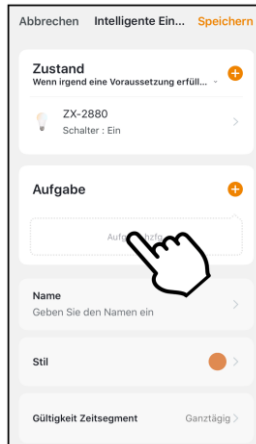 Abbrechen Intelligente Ein... Speichern
Zustand
Wenn irgend eine Voraussetzung erfüll...
ZX-2880
Schalter : Ein
Aufgabe
Name
Geben Sie den Namen ein
Stil
Gültigkeit Zeitsegment Ganztägig